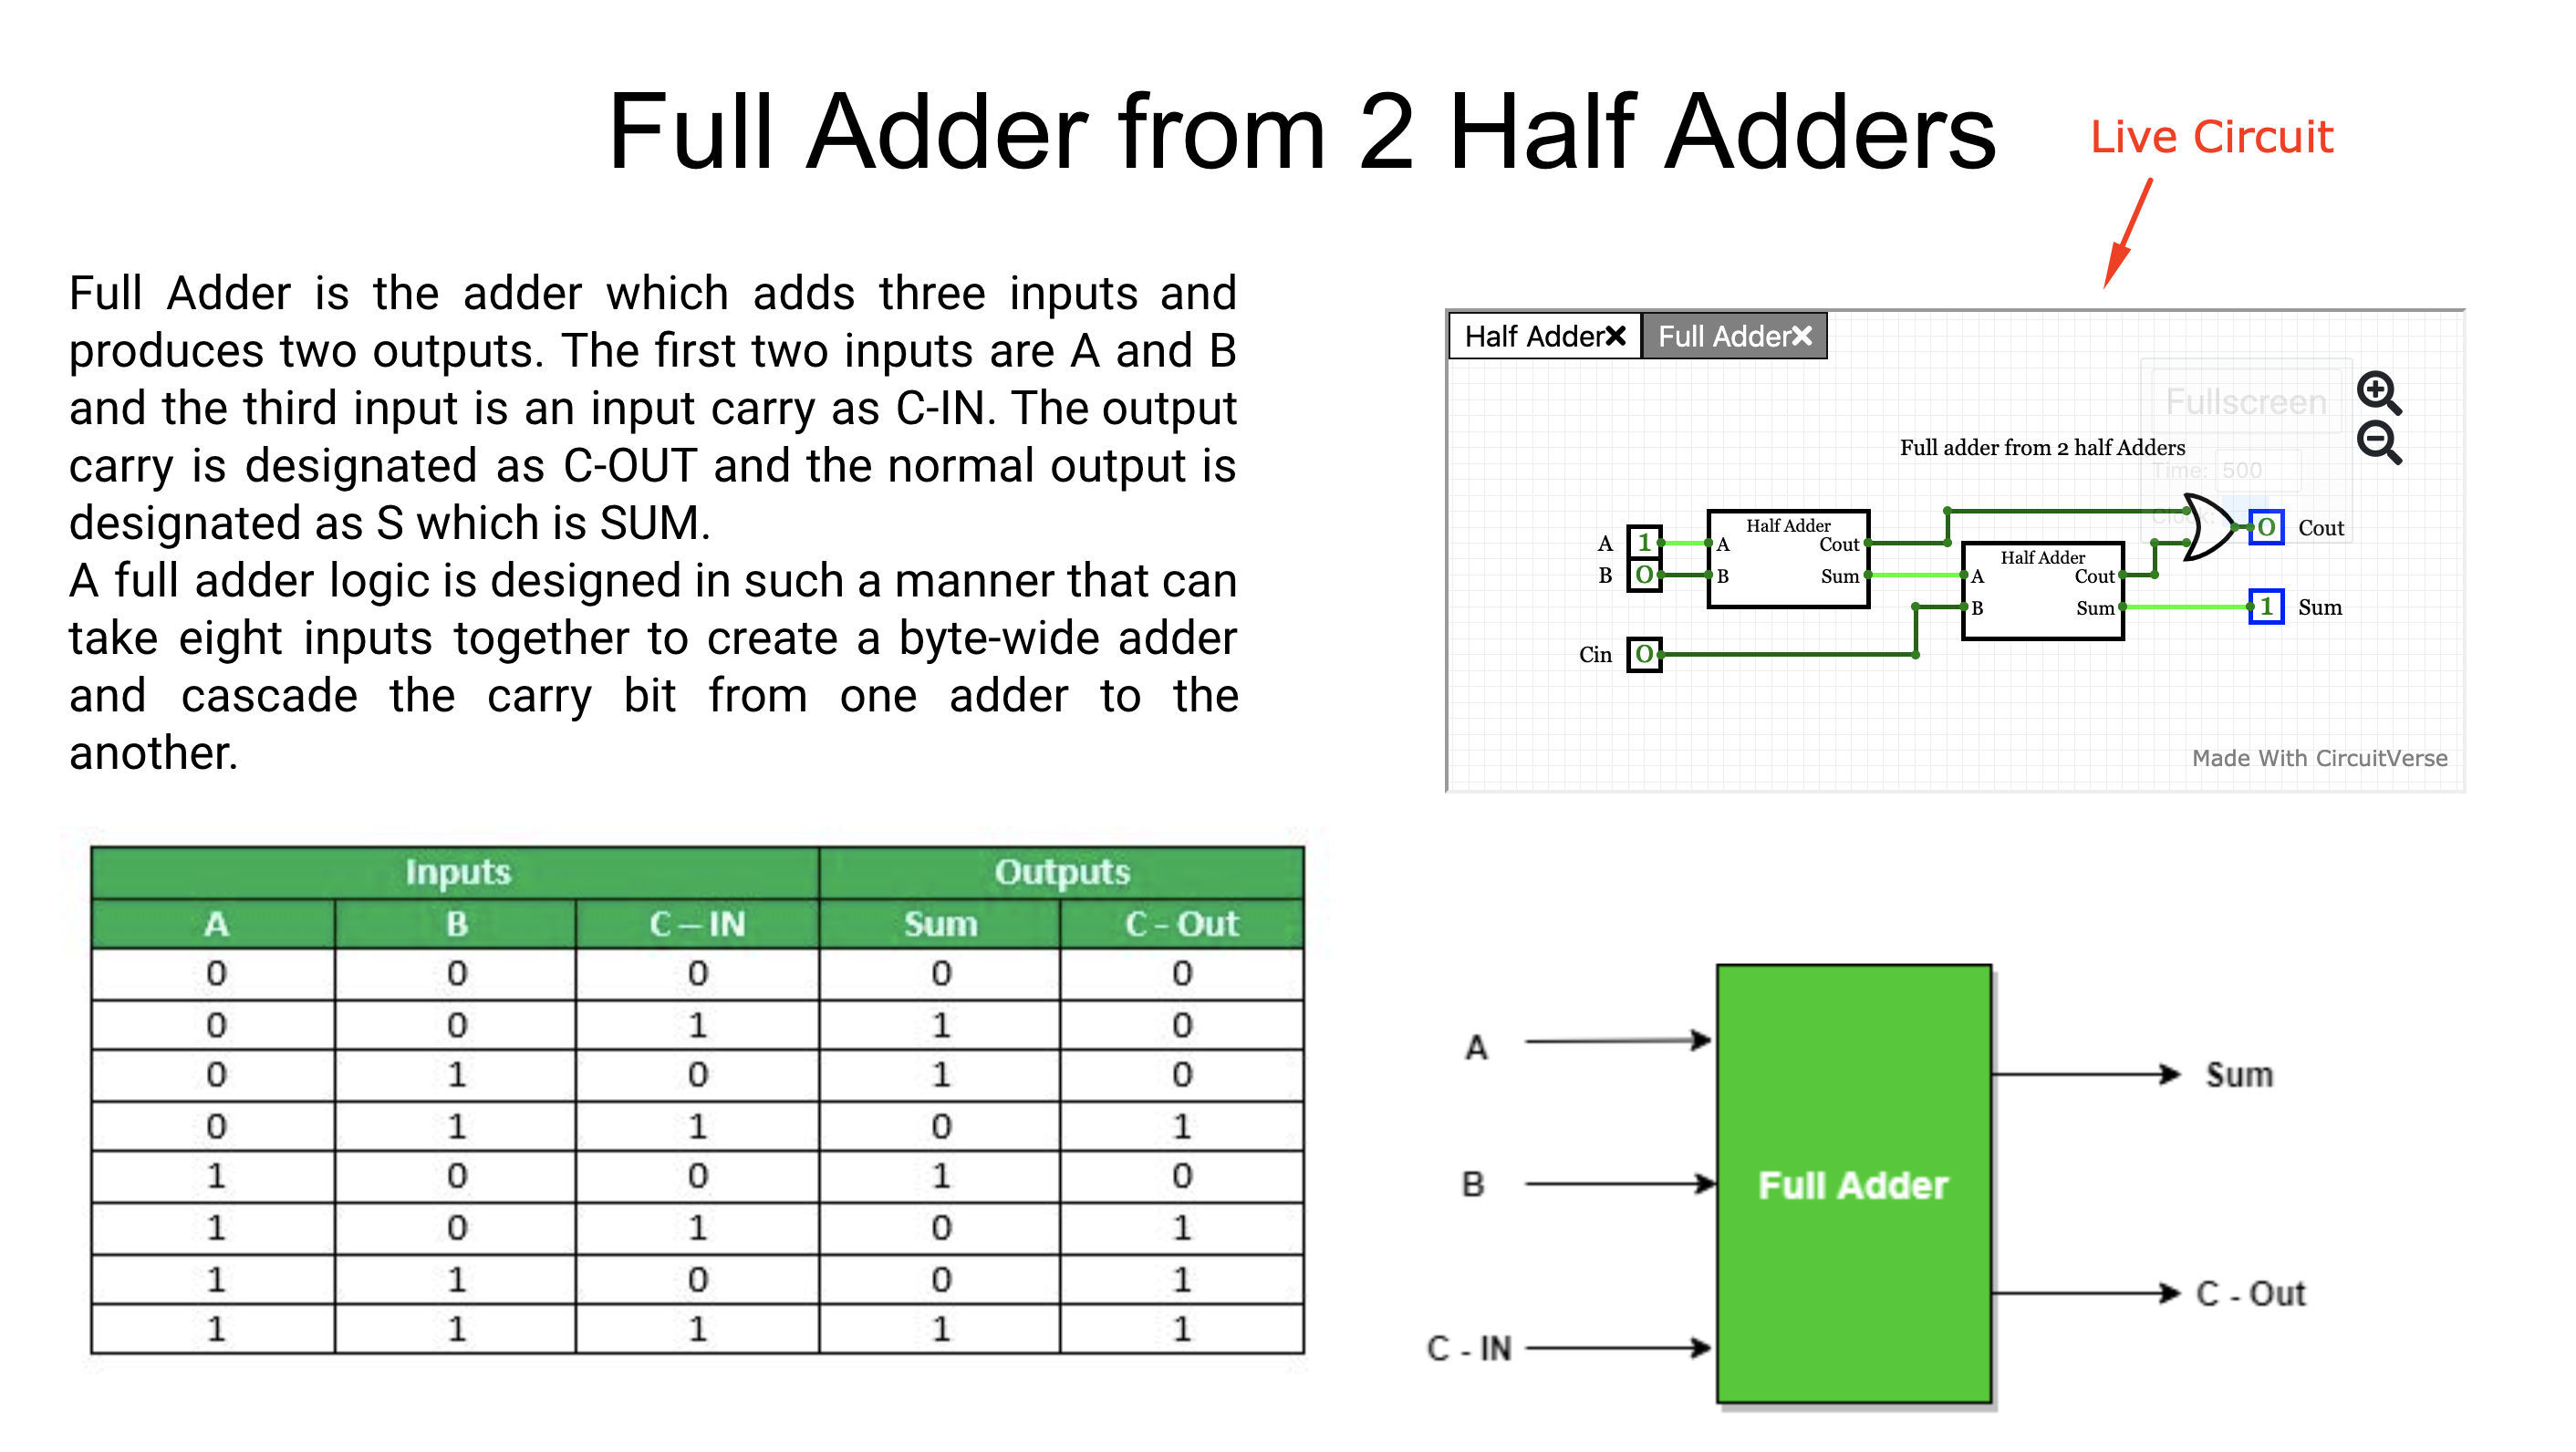 Full Adder from 2 Half Adders
Live Circuit
Full Adder is the adder which adds three inputs and
produces two outputs. The first two inputs are A and B
and the third input is an input carry as C-IN. The output
carry is designated as C-OUT and the normal output is
designated as S which is SUM.
A full adder logic is designed in such a manner that can
take eight inputs together to create a byte-wide adder
and cascade the carry bit from one adder to the
another.
Half Adder Full Adder
Fullscreen
Full adder from 2 half Adders
Time: 500
Clock:
Half Adder
A 1 A Cout
B 0 B Sum
Half Adder
A Cout
B Sum
0 Cout
1 Sum
Cin 0
Made With CircuitVerse
Inputs Outputs
A B C – IN Sum C - Out
0 0 0 0 0
0 0 1 1 0
0 1 0 1 0
0 1 1 0 1
1 0 0 1 0
1 0 1 0 1
1 1 0 0 1
1 1 1 1 1
A
B
C - IN
Full Adder
Sum
C - Out